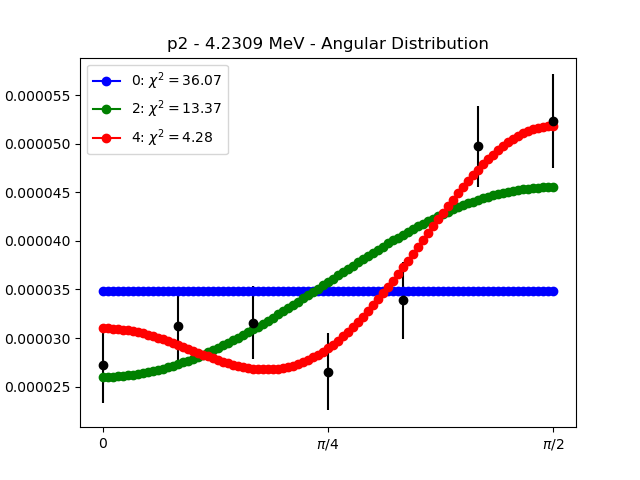 p2 - 4.2309 MeV - Angular Distribution
0: χ² = 36.07
2: χ² = 13.37
4: χ² = 4.28
0.000055
0.000050
0.000045
0.000040
0.000035
0.000030
0.000025
0 π/4 π/2